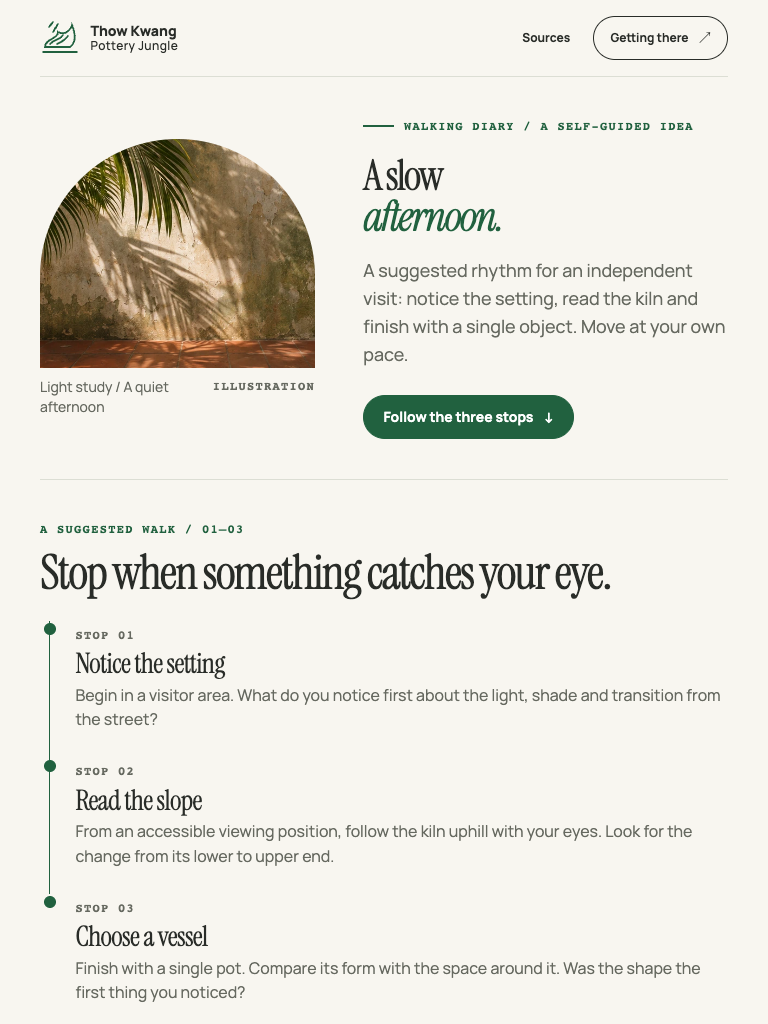 Thow Kwang
Pottery Jungle
Sources
Getting there ↗
WALKING DIARY / A SELF-GUIDED IDEA
A slow
afternoon.
A suggested rhythm for an independent
visit: notice the setting, read the kiln and
finish with a single object. Move at your own
pace.
Follow the three stops ↓
Light study / A quiet
afternoon
ILLUSTRATION
A SUGGESTED WALK / 01—03
Stop when something catches your eye.
STOP 01
Notice the setting
Begin in a visitor area. What do you notice first about the light, shade and transition from
the street?
STOP 02
Read the slope
From an accessible viewing position, follow the kiln uphill with your eyes. Look for the
change from its lower to upper end.
STOP 03
Choose a vessel
Finish with a single pot. Compare its form with the space around it. Was the shape the
first thing you noticed?